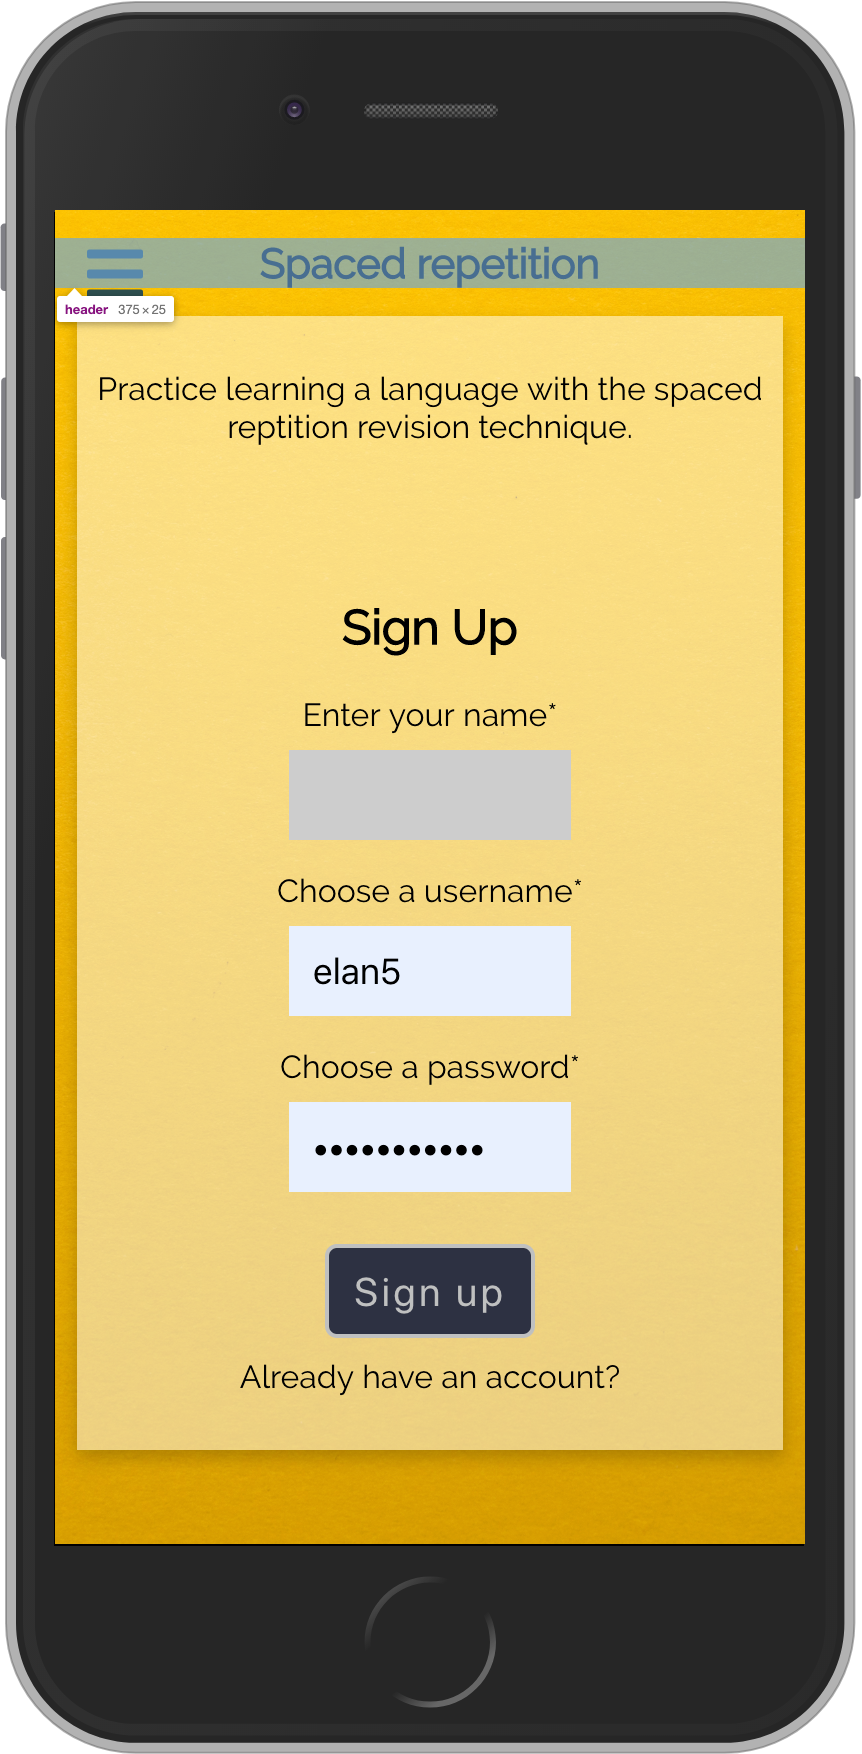 Spaced repetition
header 375 × 25
Practice learning a language with the spaced
reptition revision technique.
Sign Up
Enter your name*
Choose a username*
elan5
Choose a password*
•••••••••••
Sign up
Already have an account?